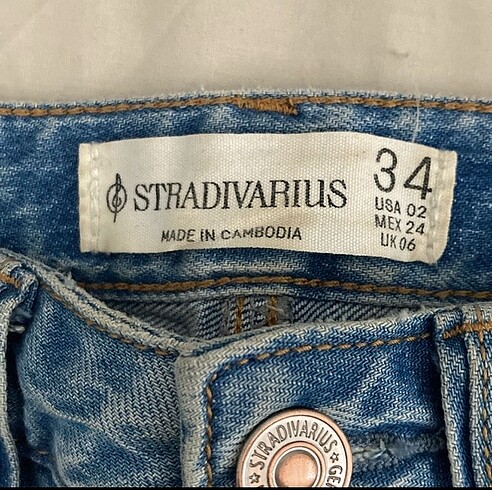 STRADIVARIUS
MADE IN CAMBODIA
34
USA 02
MEX 24
UK 06
★ STRADIVARIUS ★